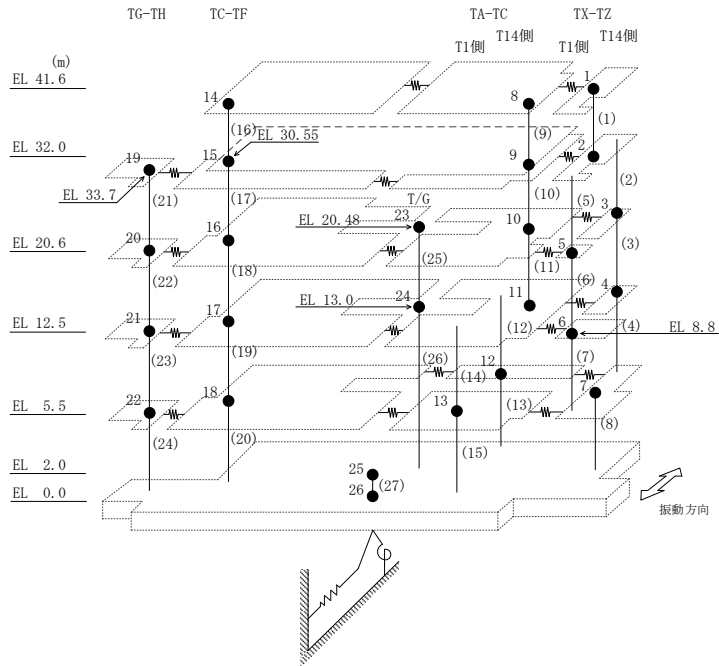 TG-TH TC-TF TA-TC TX-TZ
T1側 T14側 T1側 T14側
(m)
EL 41.6
14 8 1
(16) (9) (1)
EL 30.55
EL 32.0
19 15 9 2
EL 33.7
(21) (17) (10) (2)
T/G
(5)
16 EL 20.48 23 10 3
EL 20.6
20 5 (3)
(22) (18) (25) (11)
(6)
EL 13.0 24 11 4
17
EL 12.5
21 6 (4) EL 8.8
(23) (19) (12)
(26) 12 (7)
(14)
EL 5.5
22 18 13 (13) 7
(24) (20) (15) (8)
EL 2.0
25
EL 0.0
26 (27)
振動方向